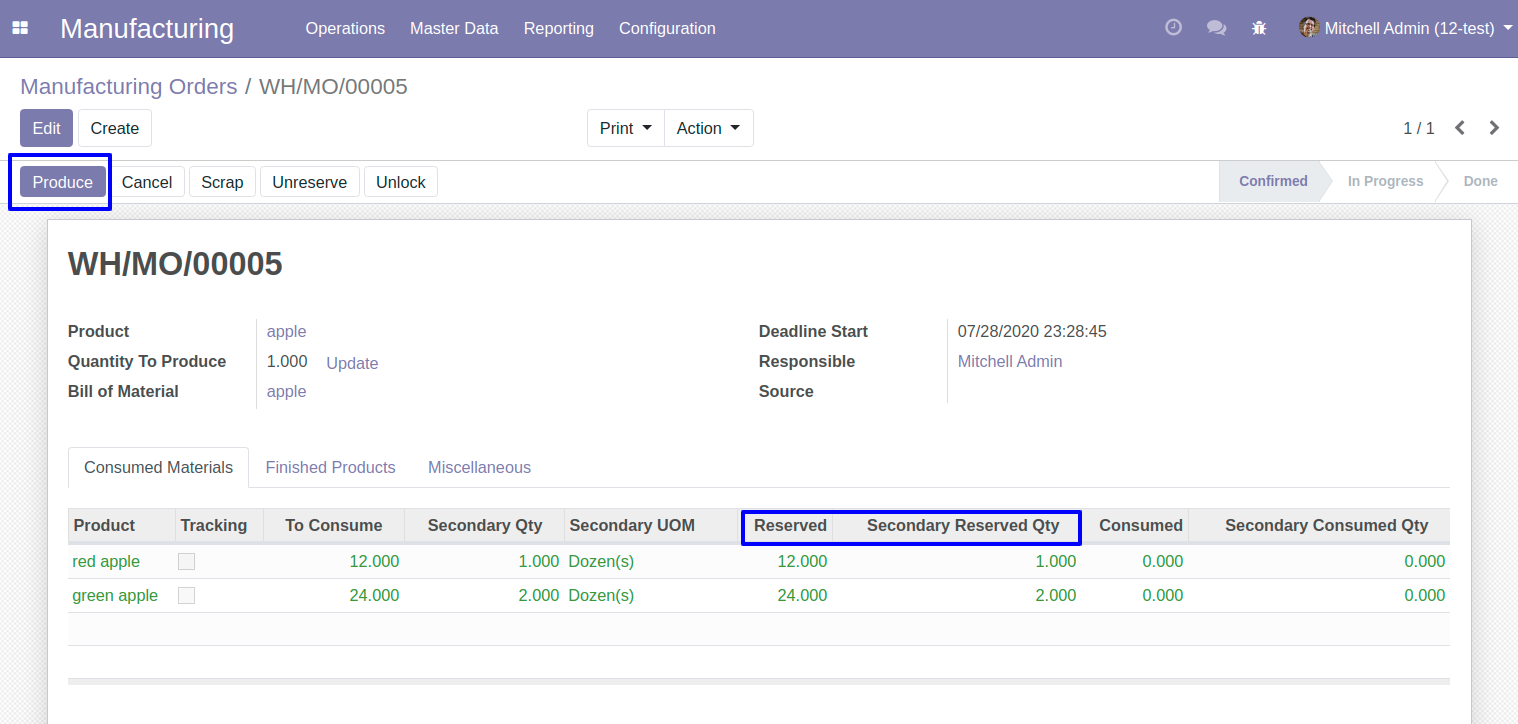 Manufacturing Operations Master Data Reporting Configuration Mitchell Admin (12-test)
Manufacturing Orders / WH/MO/00005
Edit Create Print Action 1 / 1
Produce Cancel Scrap Unreserve Unlock Confirmed In Progress Done
WH/MO/00005
Product apple Deadline Start 07/28/2020 23:28:45
Quantity To Produce 1.000 Update Responsible Mitchell Admin
Bill of Material apple Source
Consumed Materials Finished Products Miscellaneous
Product Tracking To Consume Secondary Qty Secondary UOM Reserved Secondary Reserved Qty Consumed Secondary Consumed Qty
red apple 12.000 1.000 Dozen(s) 12.000 1.000 0.000 0.000
green apple 24.000 2.000 Dozen(s) 24.000 2.000 0.000 0.000